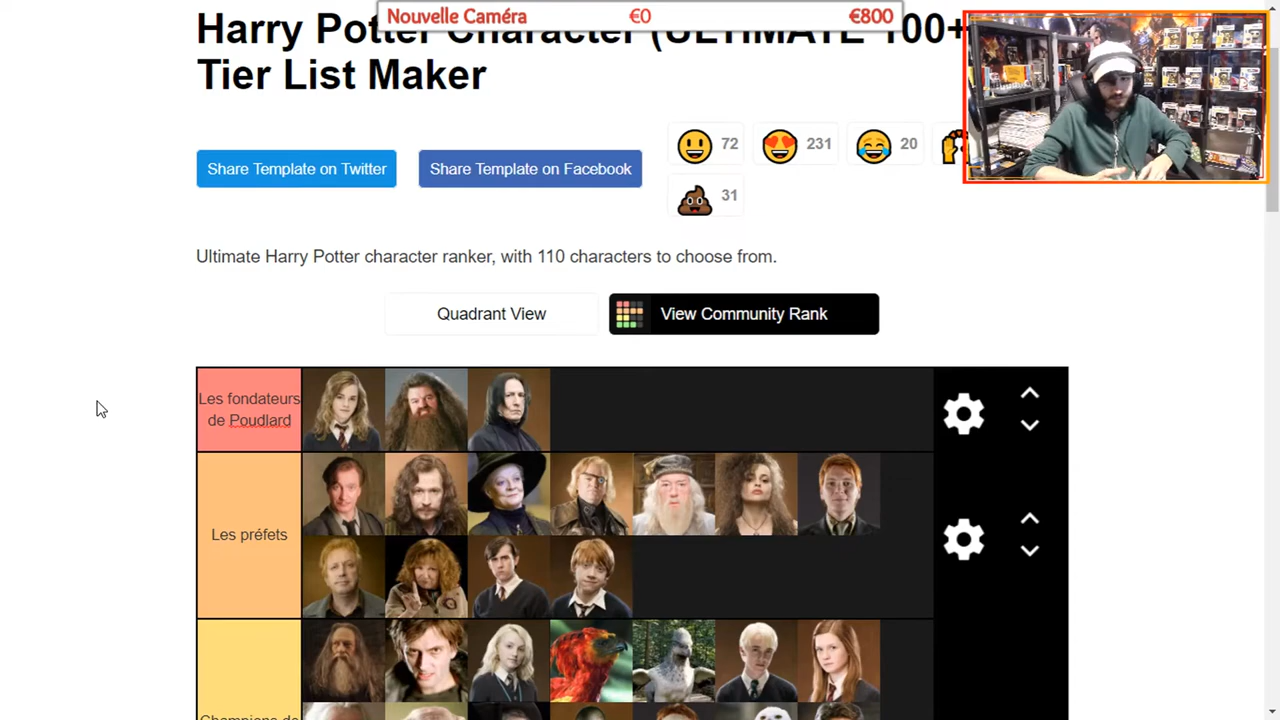 Nouvelle Caméra €0 €800
Harry Potter Character (ULTIMATE 100+
Tier List Maker
72 231 20
Share Template on Twitter Share Template on Facebook
31
Ultimate Harry Potter character ranker, with 110 characters to choose from.
Quadrant View View Community Rank
Les fondateurs
de Poudlard
Les préfets
Champions de